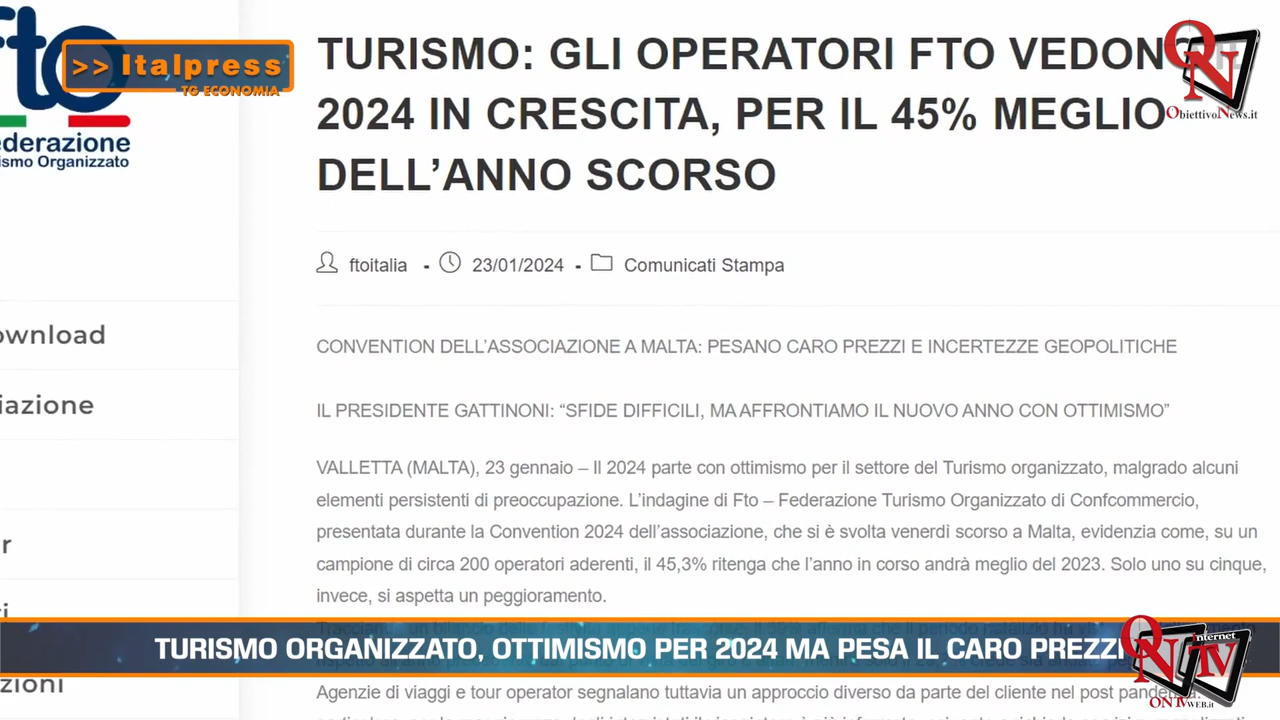 fto
>> Italpress
TG ECONOMIA
ederazione
ismo Organizzato
TURISMO: GLI OPERATORI FTO VEDON
2024 IN CRESCITA, PER IL 45% MEGLIO
DELL’ANNO SCORSO
QN
ObiettivoNews.it
ftoitalia - 23/01/2024 - Comunicati Stampa
CONVENTION DELL’ASSOCIAZIONE A MALTA: PESANO CARO PREZZI E INCERTEZZE GEOPOLITICHE
IL PRESIDENTE GATTINONI: “SFIDE DIFFICILI, MA AFFRONTIAMO IL NUOVO ANNO CON OTTIMISMO”
VALLETTA (MALTA), 23 gennaio – Il 2024 parte con ottimismo per il settore del Turismo organizzato, malgrado alcuni
elementi persistenti di preoccupazione. L’indagine di Fto – Federazione Turismo Organizzato di Confcommercio,
presentata durante la Convention 2024 dell’associazione, che si è svolta venerdì scorso a Malta, evidenzia come, su un
campione di circa 200 operatori aderenti, il 45,3% ritenga che l’anno in corso andrà meglio del 2023. Solo uno su cinque,
invece, si aspetta un peggioramento.
ownload
iazione
r
zioni
TURISMO ORGANIZZATO, OTTIMISMO PER 2024 MA PESA IL CARO PREZZI
QN internet TV
ON TV WEB.it
Agenzie di viaggi e tour operator segnalano tuttavia un approccio diverso da parte del cliente nel post